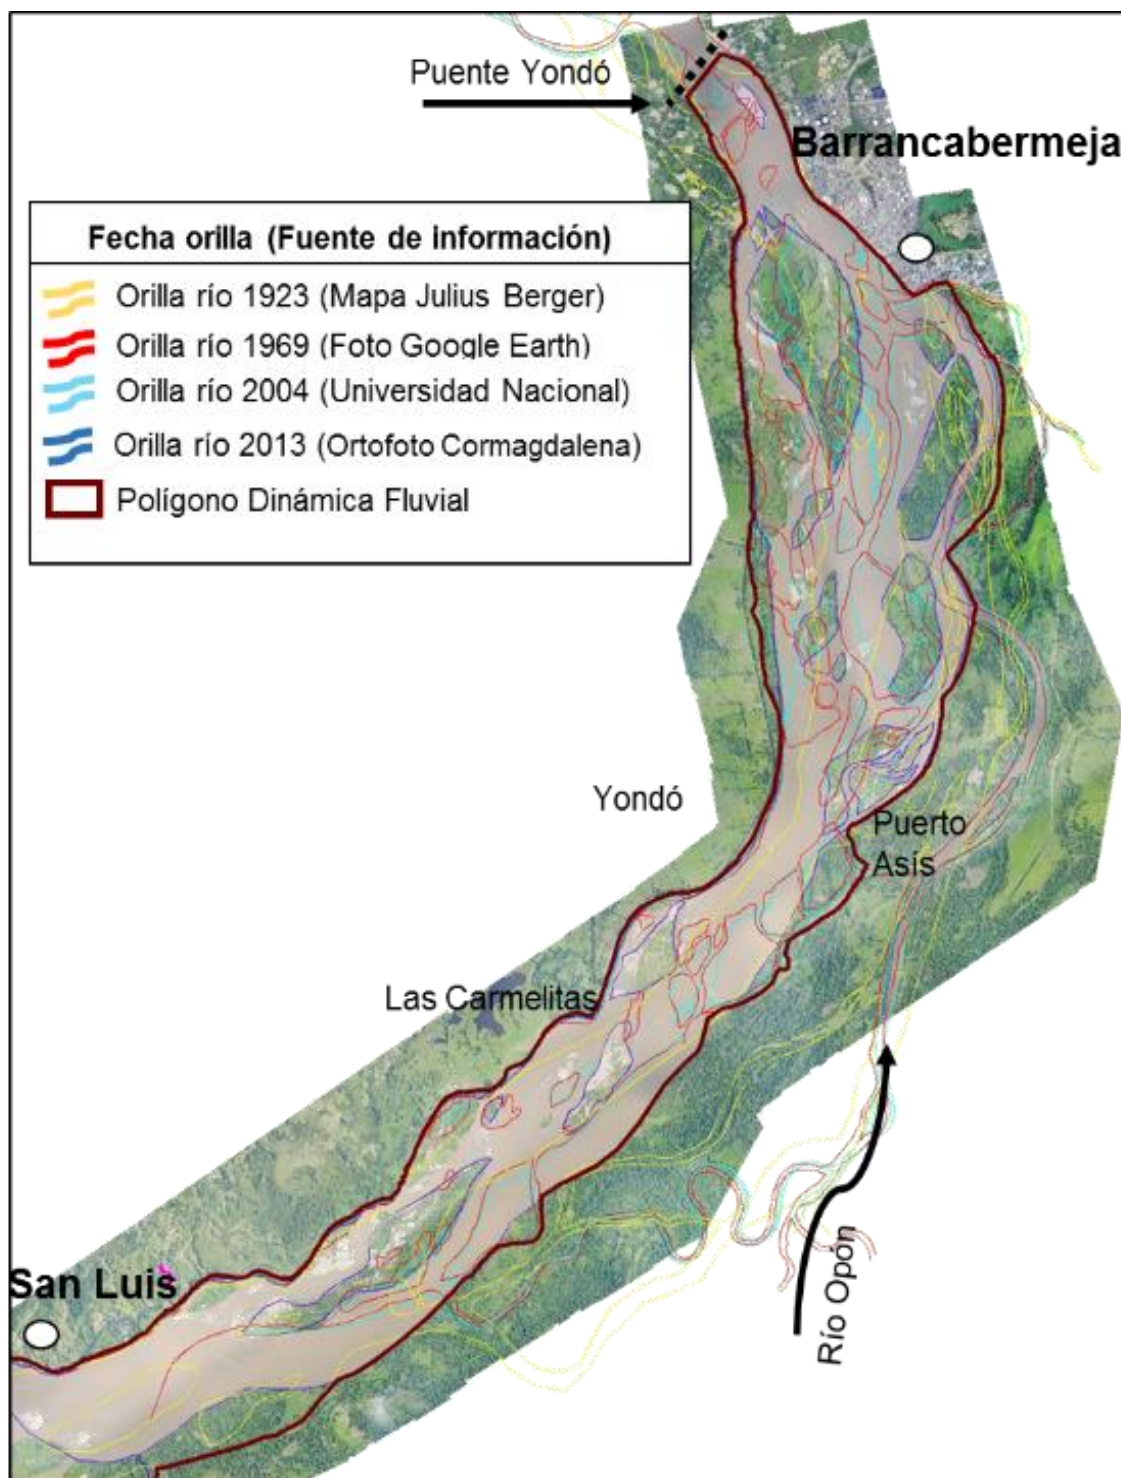 Puente Yondó
Barrancabermeja
Fecha orilla (Fuente de información)
Orilla río 1923 (Mapa Julius Berger)
Orilla río 1969 (Foto Google Earth)
Orilla río 2004 (Universidad Nacional)
Orilla río 2013 (Ortofoto Cormagdalena)
Polígono Dinámica Fluvial
Yondó
Puerto
Asís
Las Carmelitas
San Luis
Río Opón